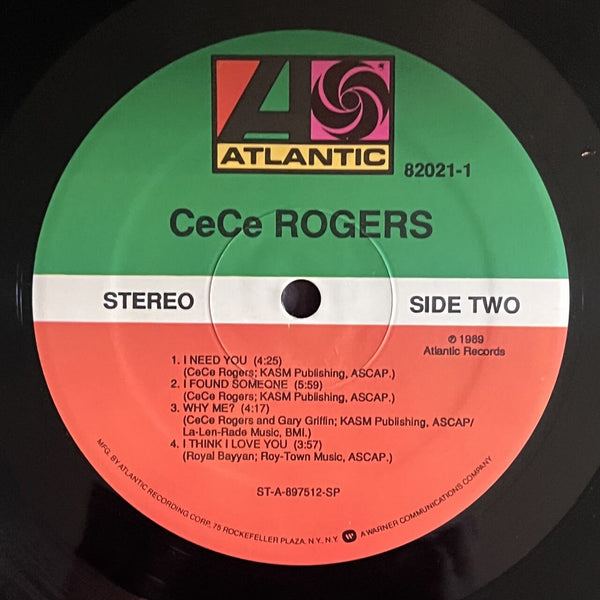 ATLANTIC
82021-1
CeCe ROGERS
STEREO
SIDE TWO
℗ 1989
Atlantic Records
1. I NEED YOU (4:25)
(CeCe Rogers; KASM Publishing, ASCAP.)
2. I FOUND SOMEONE (5:59)
(CeCe Rogers; KASM Publishing, ASCAP.)
3. WHY ME? (4:17)
(CeCe Rogers and Gary Griffin; KASM Publishing, ASCAP/
La-Len-Rade Music, BMI.)
4. I THINK I LOVE YOU (3:57)
(Royal Bayyan; Roy-Town Music, ASCAP.)
ST-A-897512-SP
MFG. BY ATLANTIC RECORDING CORP. 75 ROCKEFELLER PLAZA. N.Y., N.Y. A WARNER COMMUNICATIONS COMPANY